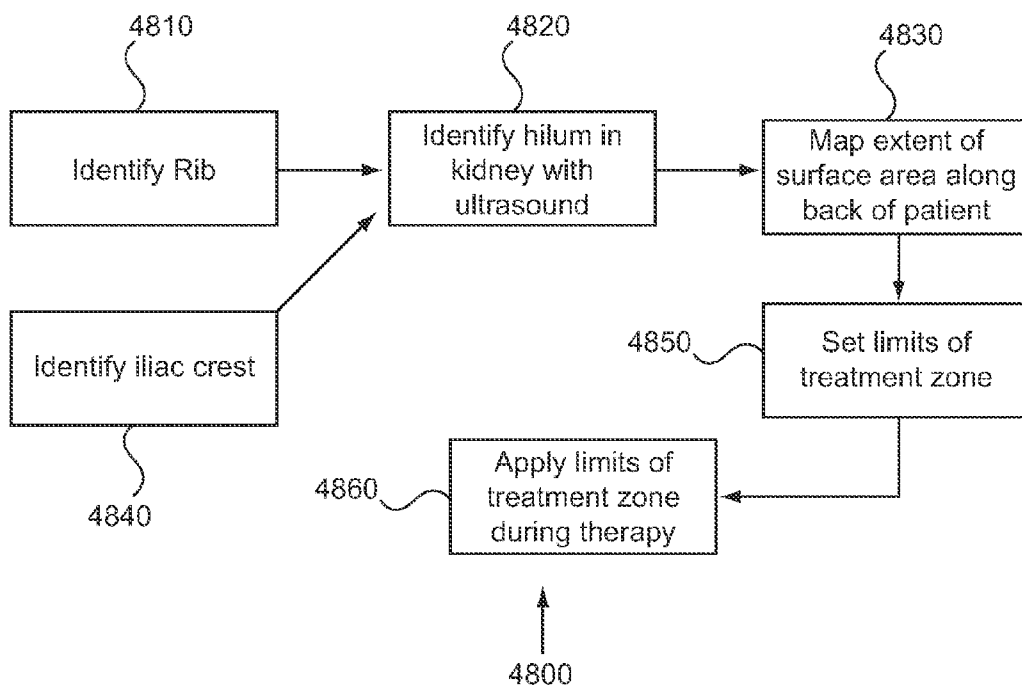 4810
4820
4830
Identify Rib
Identify hilum in
kidney with
ultrasound
Map extent of
surface area along
back of patient
Identify iliac crest
4840
4850
Set limits of
treatment zone
4860
Apply limits of
treatment zone
during therapy
4800